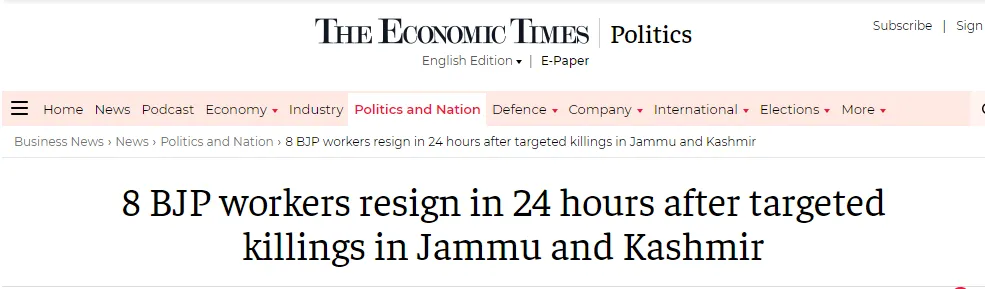 THE ECONOMIC TIMES | Politics
Subscribe | Sign
English Edition | E-Paper
Home News Podcast Economy Industry Politics and Nation Defence Company International Elections More
Business News › News › Politics and Nation › 8 BJP workers resign in 24 hours after targeted killings in Jammu and Kashmir
8 BJP workers resign in 24 hours after targeted
killings in Jammu and Kashmir